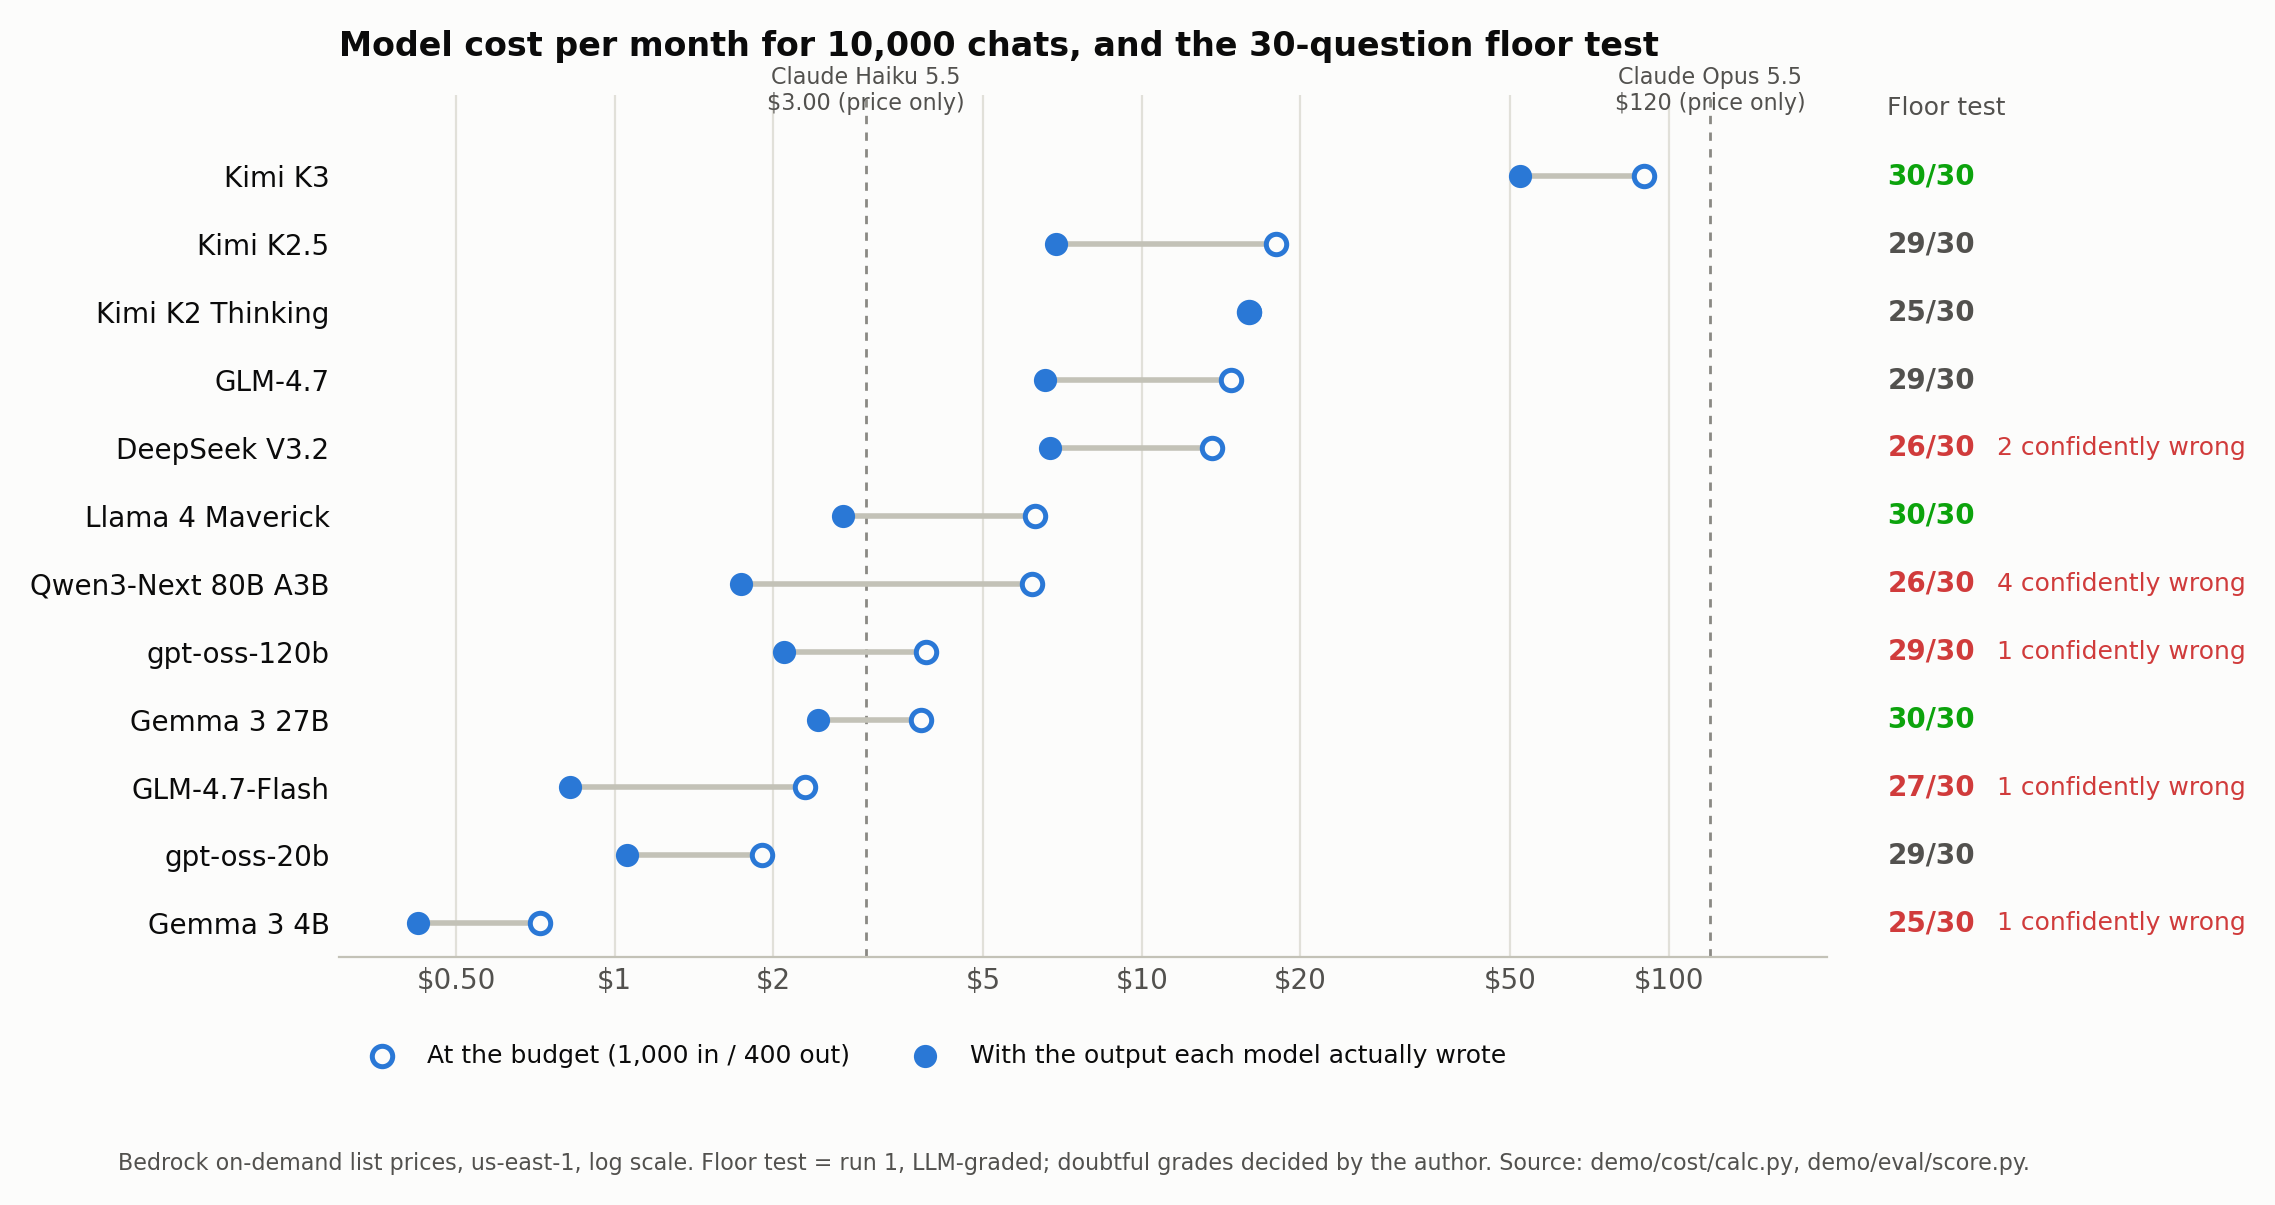 Model cost per month for 10,000 chats, and the 30-question floor test
Claude Haiku 5.5
$3.00 (price only)
Claude Opus 5.5
$120 (price only)
Floor test
Kimi K3
30/30
Kimi K2.5
29/30
Kimi K2 Thinking
25/30
GLM-4.7
29/30
DeepSeek V3.2
26/30 2 confidently wrong
Llama 4 Maverick
30/30
Qwen3-Next 80B A3B
26/30 4 confidently wrong
gpt-oss-120b
29/30 1 confidently wrong
Gemma 3 27B
30/30
GLM-4.7-Flash
27/30 1 confidently wrong
gpt-oss-20b
29/30
Gemma 3 4B
25/30 1 confidently wrong
$0.50 $1 $2 $5 $10 $20 $50 $100
At the budget (1,000 in / 400 out)
With the output each model actually wrote
Bedrock on-demand list prices, us-east-1, log scale. Floor test = run 1, LLM-graded; doubtful grades decided by the author. Source: demo/cost/calc.py, demo/eval/score.py.